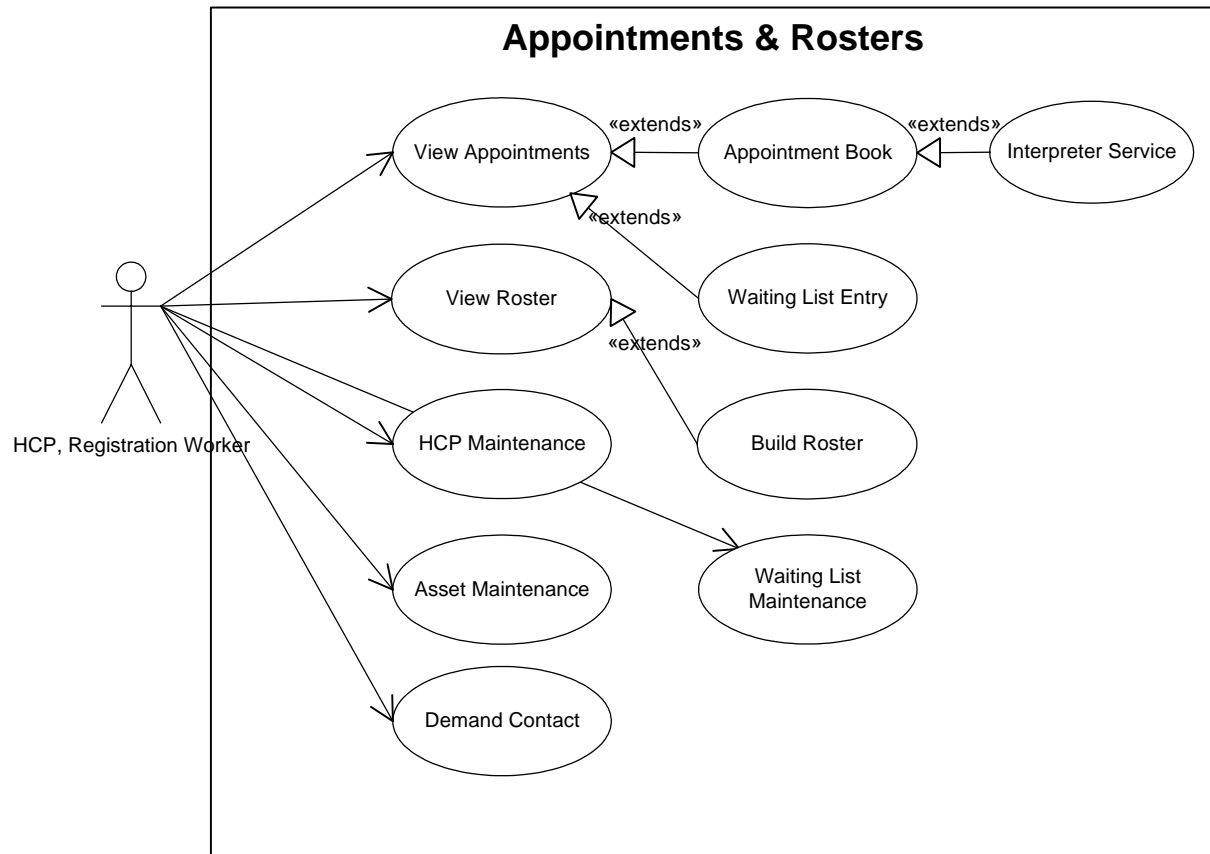 Appointments & Rosters
«extends»
«extends»
View Appointments
Appointment Book
Interpreter Service
«extends»
View Roster
Waiting List Entry
«extends»
HCP, Registration Worker
HCP Maintenance
Build Roster
Asset Maintenance
Waiting List
Maintenance
Demand Contact